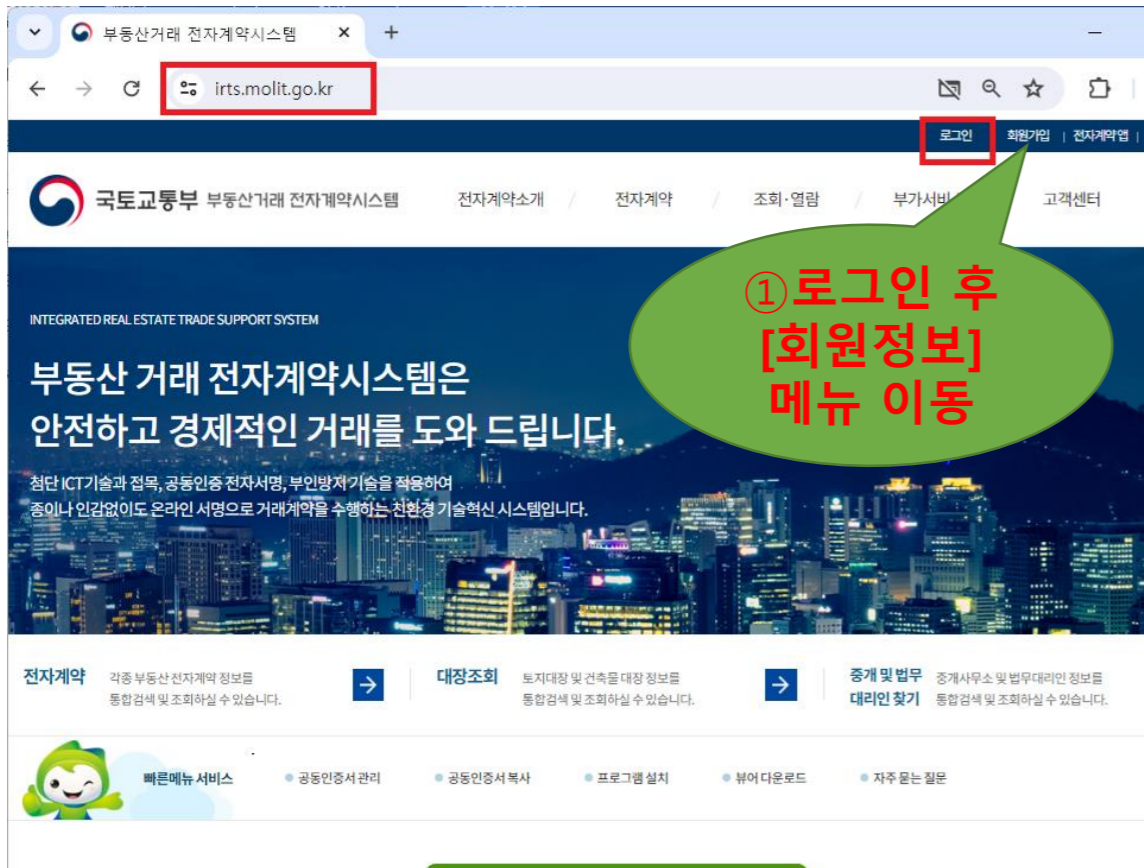 부동산거래 전자계약시스템
irts.molit.go.kr
로그인 회원가입 | 전자계약앱 |
국토교통부 부동산거래 전자계약시스템 전자계약소개 / 전자계약 / 조회·열람 / 부가서비 고객센터
①로그인 후
[회원정보]
메뉴 이동
INTEGRATED REAL ESTATE TRADE SUPPORT SYSTEM
부동산 거래 전자계약시스템은
안전하고 경제적인 거래를 도와 드립니다.
첨단 ICT기술과 접목, 공동인증 전자서명, 부인방지 기술을 적용하여
종이나 인감없이도 온라인 서명으로 거래계약을 수행하는 친환경 기술혁신 시스템입니다.
전자계약
각종 부동산 전자계약 정보를
통합검색 및 조회하실 수 있습니다.
대장조회
토지대장 및 건축물 대장 정보를
통합검색 및 조회하실 수 있습니다.
중개 및 법무
대리인 찾기
중개사무소 및 법무대리인 정보를
통합검색 및 조회하실 수 있습니다.
빠른메뉴 서비스 공동인증서 관리 공동인증서 복사 프로그램 설치 뷰어 다운로드 자주 묻는 질문